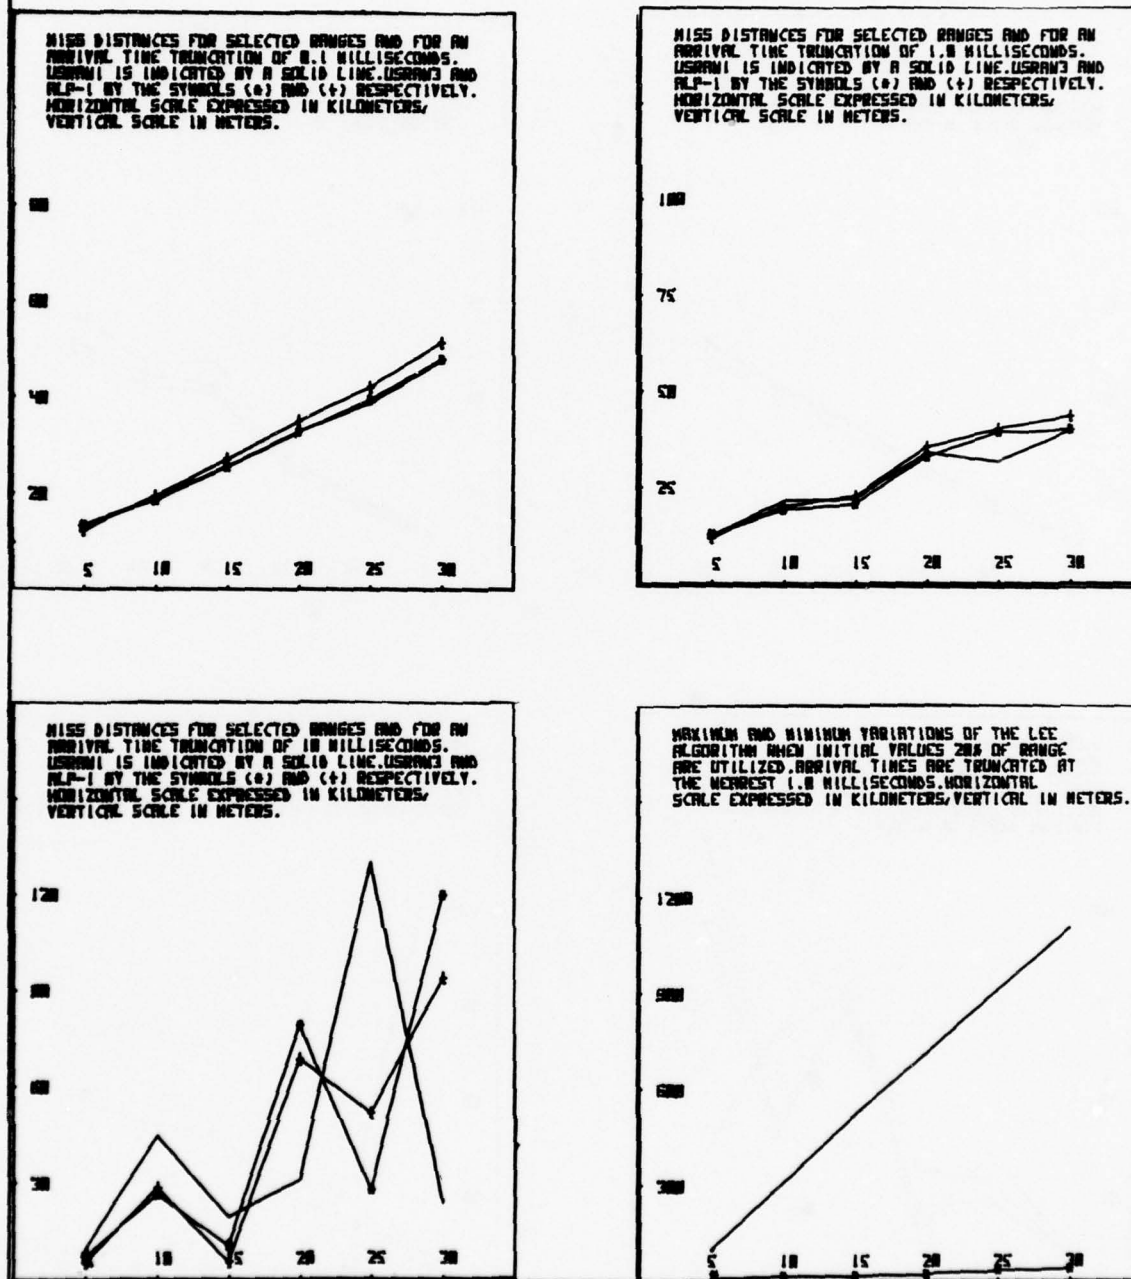 MISS DISTANCES FOR SELECTED RANGES AND FOR AN
ARRIVAL TIME TRUNCATION OF 0.1 MILLISECONDS.
USRAN1 IS INDICATED BY A SOLID LINE.USRAN3 AND
ALP-1 BY THE SYMBOLS (*) AND (+) RESPECTIVELY.
HORIZONTAL SCALE EXPRESSED IN KILOMETERS,
VERTICAL SCALE IN METERS.
80
60
40
20
5 10 15 20 25 30
MISS DISTANCES FOR SELECTED RANGES AND FOR AN
ARRIVAL TIME TRUNCATION OF 1.0 MILLISECONDS.
USRAN1 IS INDICATED BY A SOLID LINE.USRAN3 AND
ALP-1 BY THE SYMBOLS (*) AND (+) RESPECTIVELY.
HORIZONTAL SCALE EXPRESSED IN KILOMETERS,
VERTICAL SCALE IN METERS.
100
75
50
25
5 10 15 20 25 30
MISS DISTANCES FOR SELECTED RANGES AND FOR AN
ARRIVAL TIME TRUNCATION OF 10 MILLISECONDS.
USRAN1 IS INDICATED BY A SOLID LINE.USRAN3 AND
ALP-1 BY THE SYMBOLS (*) AND (+) RESPECTIVELY.
HORIZONTAL SCALE EXPRESSED IN KILOMETERS,
VERTICAL SCALE IN METERS.
120
90
60
30
5 10 15 20 25 30
MAXIMUM AND MINIMUM VARIATIONS OF THE LEE
ALGORITHM WHEN INITIAL VALUES 20% OF RANGE
ARE UTILIZED.ARRIVAL TIMES ARE TRUNCATED AT
THE NEAREST 1.0 MILLISECONDS.HORIZONTAL
SCALE EXPRESSED IN KILOMETERS,VERTICAL IN METERS.
1200
900
600
300
5 10 15 20 25 30